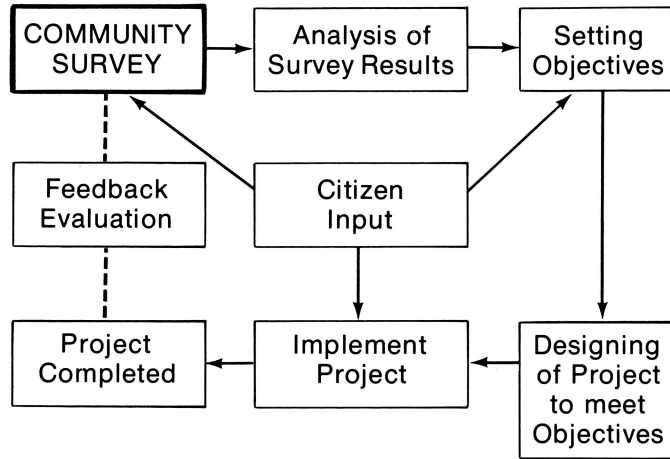 COMMUNITY
SURVEY
Analysis of
Survey Results
Setting
Objectives
Feedback
Evaluation
Citizen
Input
Project
Completed
Implement
Project
Designing
of Project
to meet
Objectives